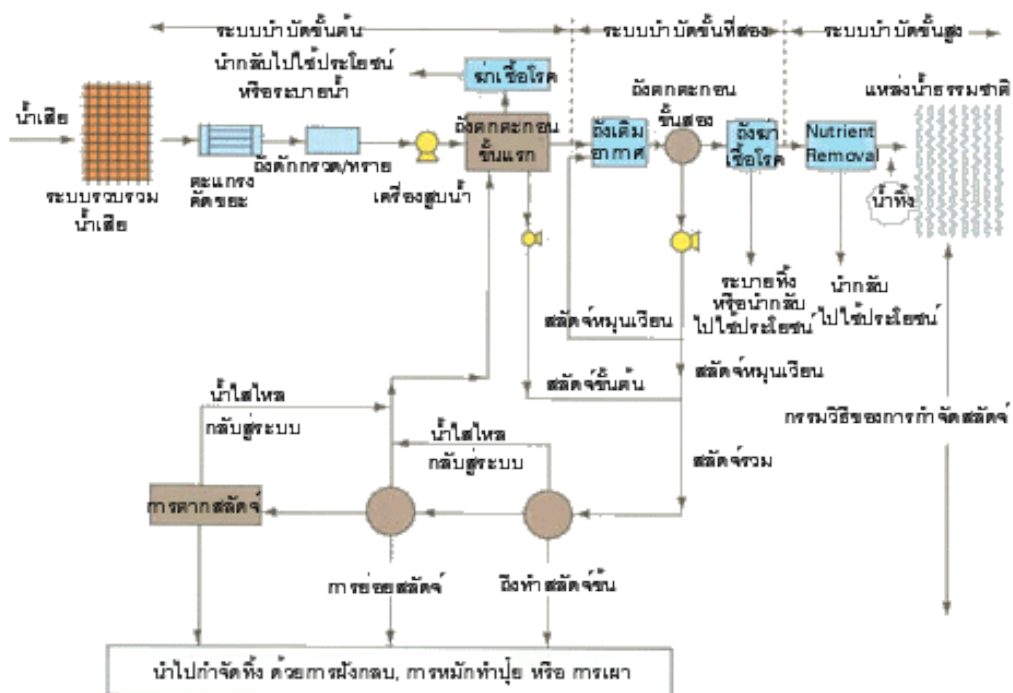 ระบบบำบัดขั้นต้น
ระบบบำบัดขั้นที่สอง
ระบบบำบัดขั้นสูง
นำกลับไปใช้ประโยชน์
หรือระบายน้ำ
ฆ่าเชื้อโรค
น้ำเสีย
ระบบรวบรวม
น้ำเสีย
ตะแกรง
ดักขยะ
ถังดักกรวด/ทราย
เครื่องสูบน้ำ
ถังตกตะกอน
ขั้นแรก
ถังเติม
อากาศ
ถังตกตะกอน
ขั้นสอง
ถังฆ่า
เชื้อโรค
Nutrient
Removal
แหล่งน้ำธรรมชาติ
น้ำทิ้ง
ระบายทิ้ง
หรือนำกลับ
ไปใช้ประโยชน์
นำกลับ
ไปใช้ประโยชน์
สลัดจ์หมุนเวียน
สลัดจ์หมุนเวียน
สลัดจ์ขั้นต้น
กรรมวิธีของการกำจัดสลัดจ์
น้ำใสไหล
กลับสู่ระบบ
น้ำใสไหล
กลับสู่ระบบ
สลัดจ์รวม
การตากสลัดจ์
การย่อยสลัดจ์
ถึงทำสลัดจ์ข้น
นำไปกำจัดทิ้ง ด้วยการฝังกลบ, การหมักทำปุ๋ย หรือ การเผา